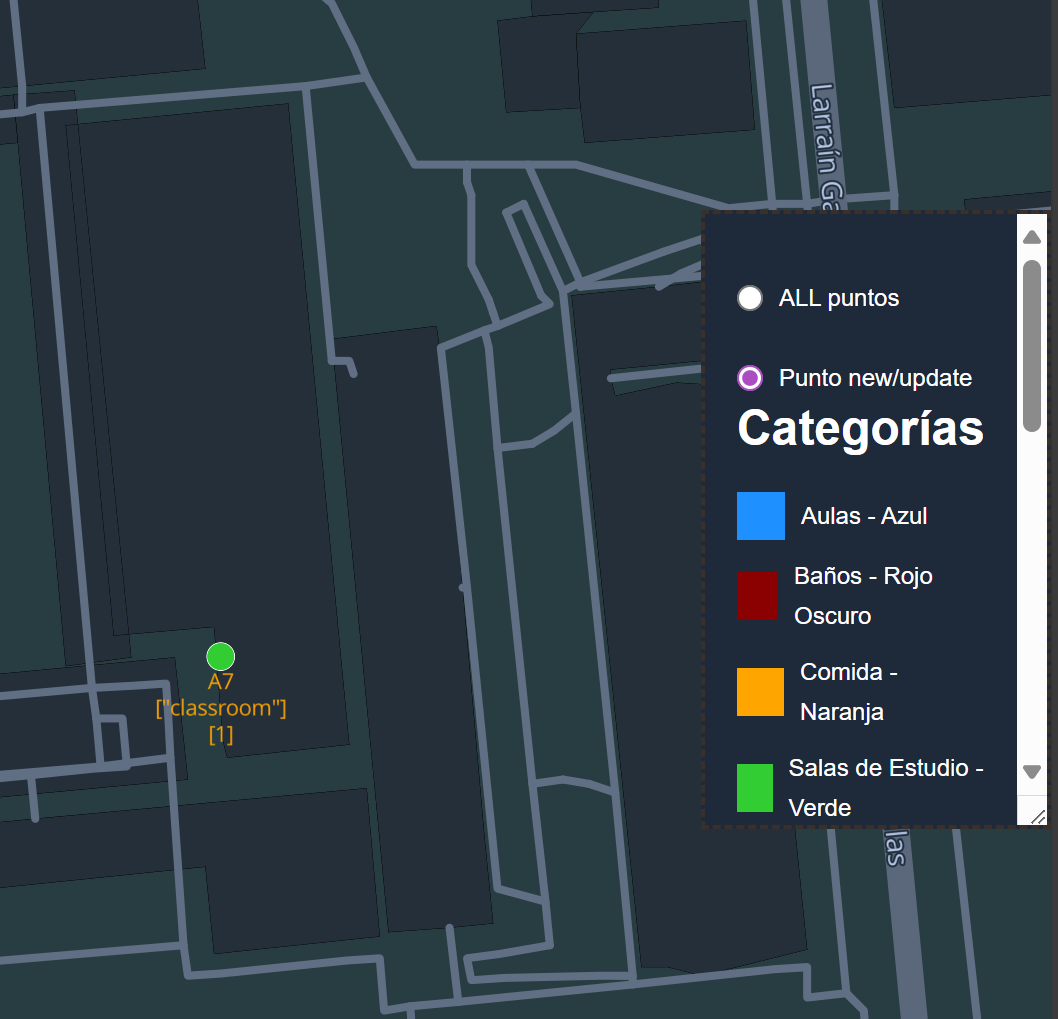 Larraín Ga
ALL puntos
Punto new/update
Categorías
Aulas - Azul
Baños - Rojo
Oscuro
Comida -
Naranja
A7
["classroom"]
[1]
Salas de Estudio -
Verde
las